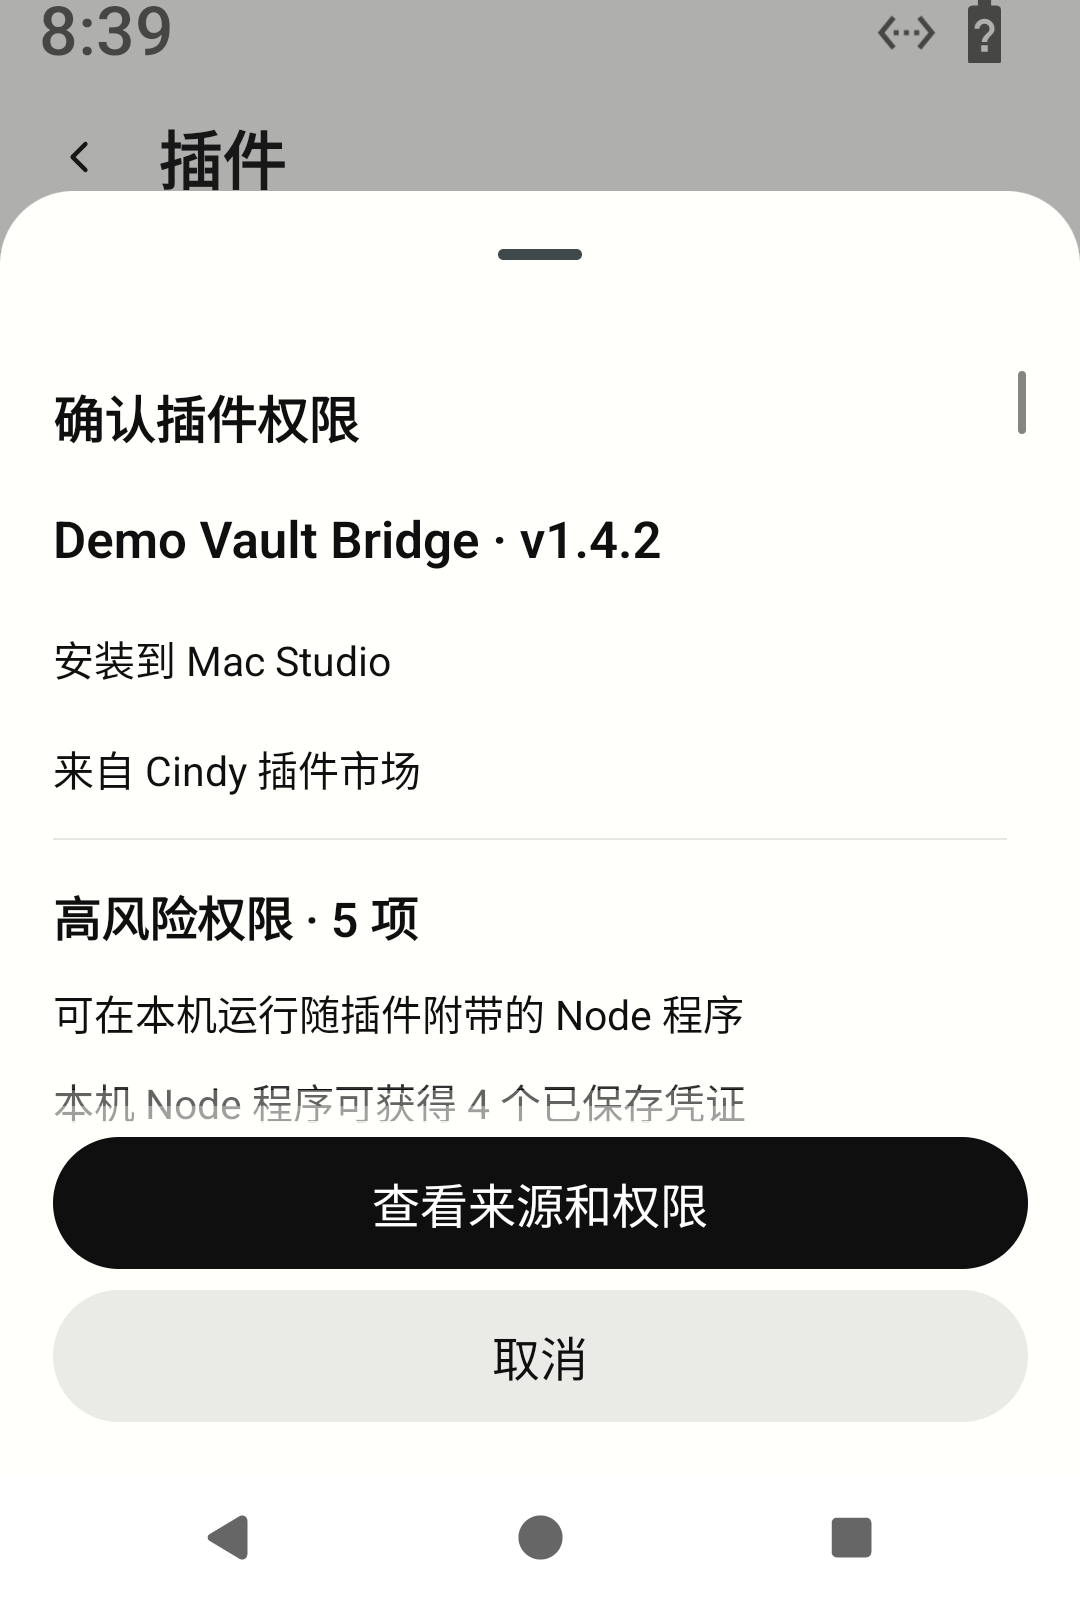 8:39
插件
确认插件权限
Demo Vault Bridge · v1.4.2
安装到 Mac Studio
来自 Cindy 插件市场
高风险权限 · 5 项
可在本机运行随插件附带的 Node 程序
本机 Node 程序可获得 4 个已保存凭证
查看来源和权限
取消